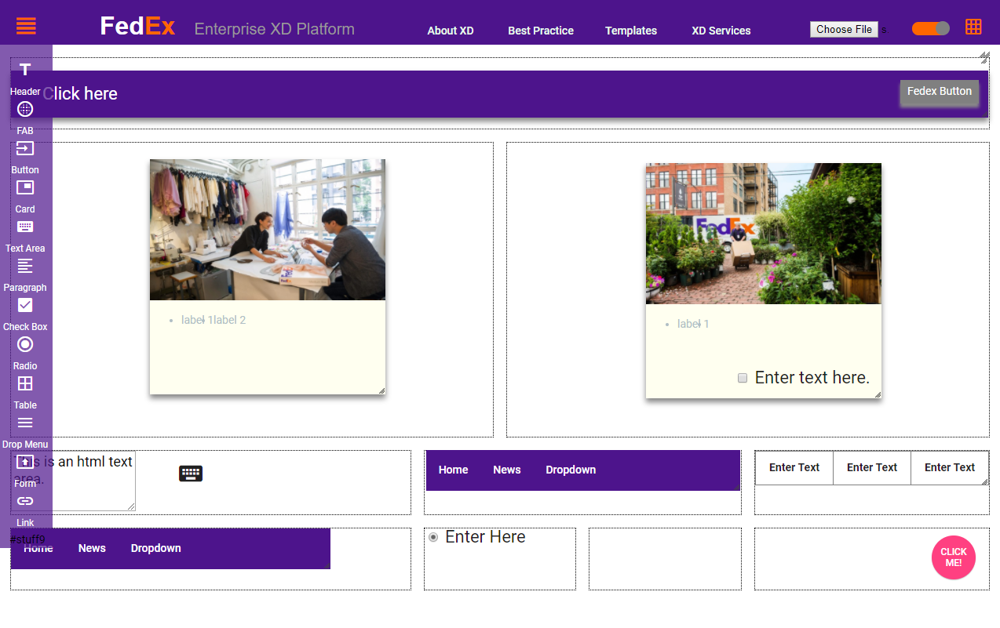 FedEx Enterprise XD Platform About XD Best Practice Templates XD Services Choose File s
Header
Click here
Fedex Button
FAB
Button
Card
Text Area
Paragraph
Check Box
Radio
Table
Drop Menu
Form
Link
label 1label 2
FedEx
label 1
Enter text here.
This is an html text
area.
Home News Dropdown
Enter Text Enter Text Enter Text
#stuff9
Home News Dropdown
Enter Here
CLICK
ME!